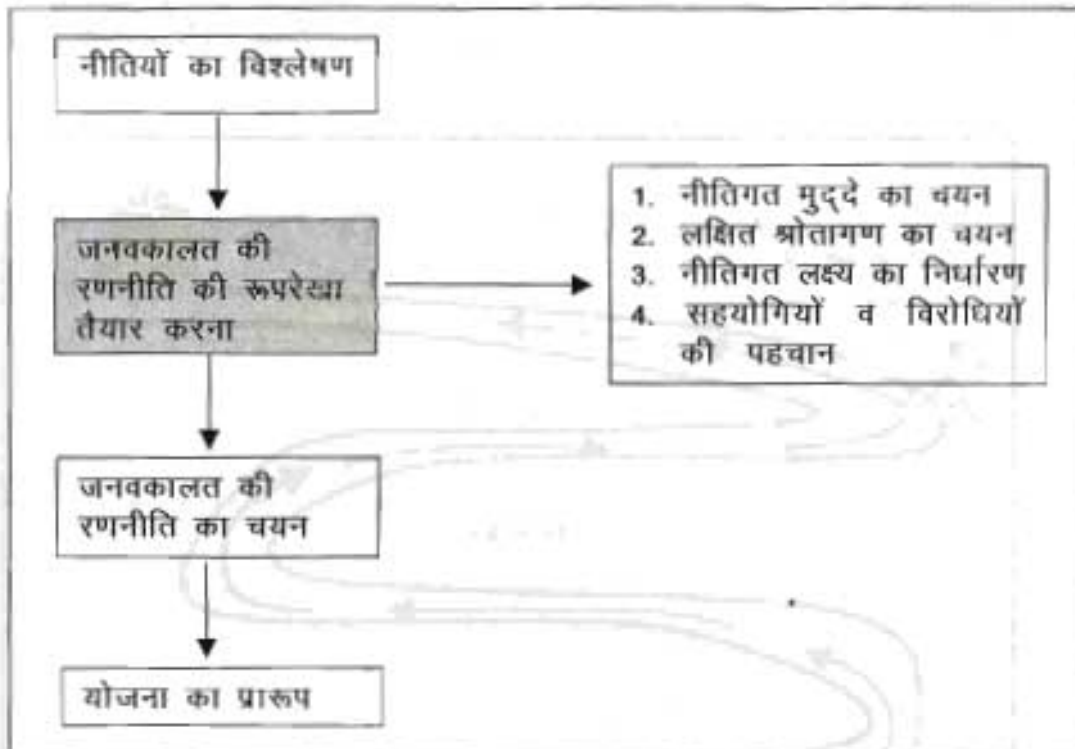 नीतियों का विश्लेषण
जनवकालत की
रणनीति की रूपरेखा
तैयार करना
1. नीतिगत मुद्दे का चयन
2. लक्षित श्रोतागण का चयन
3. नीतिगत लक्ष्य का निर्धारण
4. सहयोगियों व विरोधियों
की पहचान
जनवकालत की
रणनीति का चयन
योजना का प्रारूप